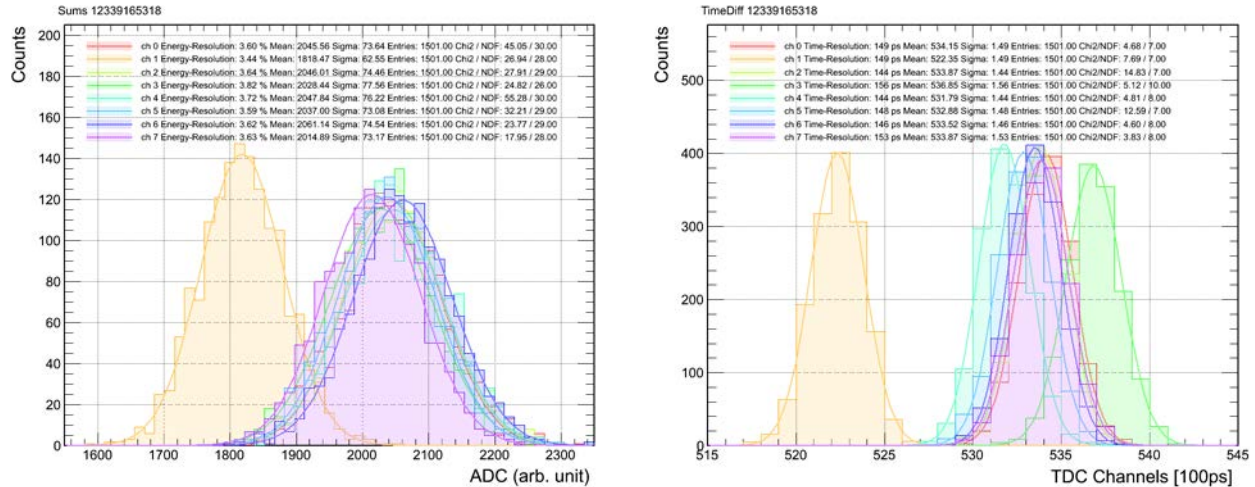 Sums 12339165318
Counts
200
180
160
140
120
100
80
60
40
20
0
ch 0 Energy-Resolution: 3.60 % Mean: 2045.56 Sigma: 73.64 Entries: 1501.00 Chi2 / NDF: 45.05 / 30.00
ch 1 Energy-Resolution: 3.44 % Mean: 1818.47 Sigma: 62.55 Entries: 1501.00 Chi2 / NDF: 26.94 / 28.00
ch 2 Energy-Resolution: 3.64 % Mean: 2046.01 Sigma: 74.46 Entries: 1501.00 Chi2 / NDF: 27.91 / 29.00
ch 3 Energy-Resolution: 3.82 % Mean: 2028.44 Sigma: 77.56 Entries: 1501.00 Chi2 / NDF: 24.82 / 26.00
ch 4 Energy-Resolution: 3.72 % Mean: 2047.84 Sigma: 76.22 Entries: 1501.00 Chi2 / NDF: 55.28 / 30.00
ch 5 Energy-Resolution: 3.59 % Mean: 2037.00 Sigma: 73.08 Entries: 1501.00 Chi2 / NDF: 32.21 / 29.00
ch 6 Energy-Resolution: 3.62 % Mean: 2061.14 Sigma: 74.54 Entries: 1501.00 Chi2 / NDF: 23.77 / 29.00
ch 7 Energy-Resolution: 3.63 % Mean: 2014.89 Sigma: 73.17 Entries: 1501.00 Chi2 / NDF: 17.95 / 28.00
1600 1700 1800 1900 2000 2100 2200 2300
ADC (arb. unit)
TimeDiff 12339165318
Counts
500
400
300
200
100
0
ch 0 Time-Resolution: 149 ps Mean: 534.15 Sigma: 1.49 Entries: 1501.00 Chi2/NDF: 4.68 / 7.00
ch 1 Time-Resolution: 149 ps Mean: 522.35 Sigma: 1.49 Entries: 1501.00 Chi2/NDF: 7.69 / 7.00
ch 2 Time-Resolution: 144 ps Mean: 533.87 Sigma: 1.44 Entries: 1501.00 Chi2/NDF: 14.83 / 7.00
ch 3 Time-Resolution: 156 ps Mean: 536.85 Sigma: 1.56 Entries: 1501.00 Chi2/NDF: 5.12 / 10.00
ch 4 Time-Resolution: 144 ps Mean: 531.79 Sigma: 1.44 Entries: 1501.00 Chi2/NDF: 4.81 / 8.00
ch 5 Time-Resolution: 148 ps Mean: 532.88 Sigma: 1.48 Entries: 1501.00 Chi2/NDF: 12.59 / 7.00
ch 6 Time-Resolution: 146 ps Mean: 533.52 Sigma: 1.46 Entries: 1501.00 Chi2/NDF: 4.60 / 8.00
ch 7 Time-Resolution: 153 ps Mean: 533.87 Sigma: 1.53 Entries: 1501.00 Chi2/NDF: 3.83 / 8.00
515 520 525 530 535 540 545
TDC Channels [100ps]